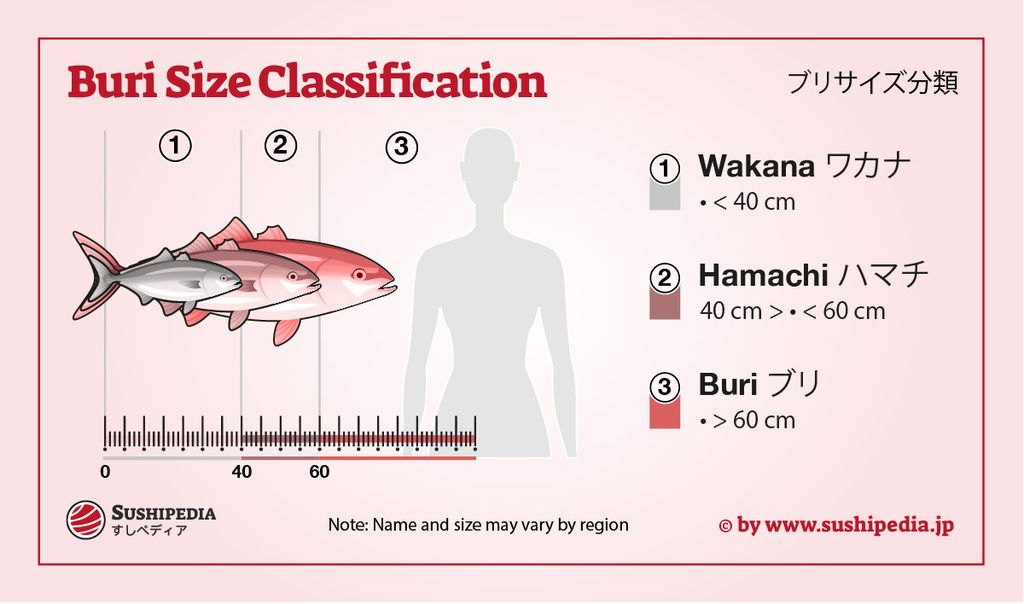 Buri Size Classification
ブリサイズ分類
1 2 3
1 Wakana ワカナ
• < 40 cm
2 Hamachi ハマチ
40 cm > • < 60 cm
3 Buri ブリ
• > 60 cm
0 40 60
SUSHIPEDIA
すしペディア
Note: Name and size may vary by region
© by www.sushipedia.jp